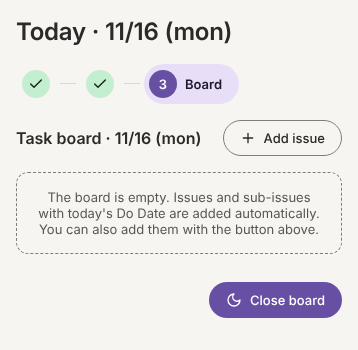 Today · 11/16 (mon)
3 Board
Task board · 11/16 (mon)
+ Add issue
The board is empty. Issues and sub-issues
with today's Do Date are added automatically.
You can also add them with the button above.
Close board